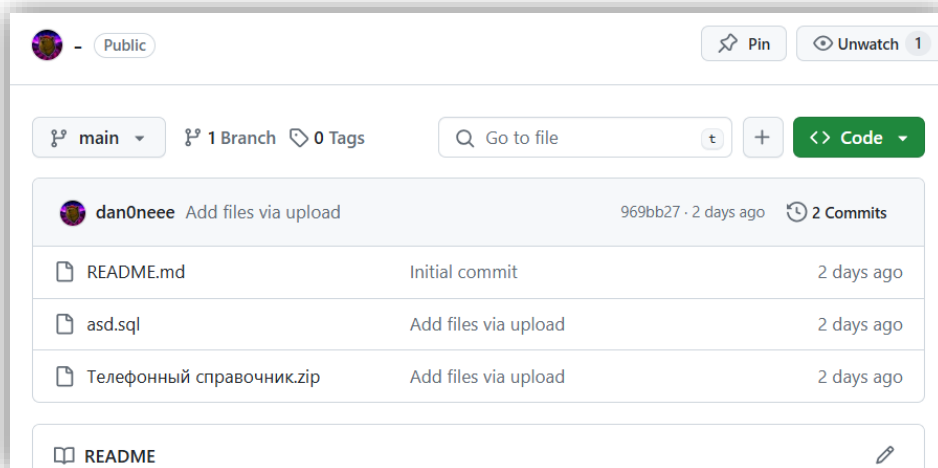 - Public Pin Unwatch 1
main 1 Branch 0 Tags Go to file t + <> Code
dan0neee Add files via upload 969bb27 · 2 days ago 2 Commits
README.md Initial commit 2 days ago
asd.sql Add files via upload 2 days ago
Телефонный справочник.zip Add files via upload 2 days ago
README